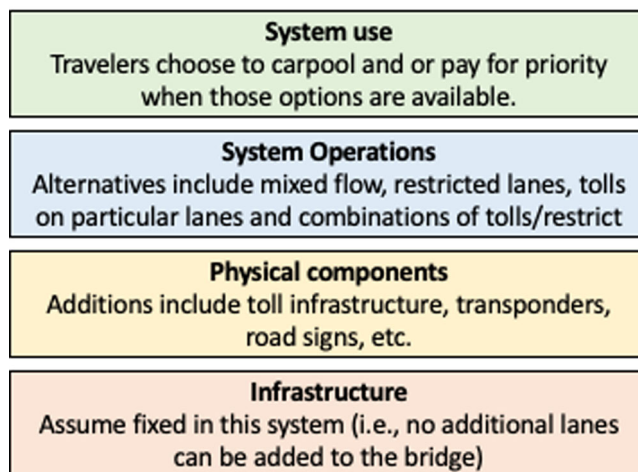 System use
Travelers choose to carpool and or pay for priority
when those options are available.
System Operations
Alternatives include mixed flow, restricted lanes, tolls
on particular lanes and combinations of tolls/restrict
Physical components
Additions include toll infrastructure, transponders,
road signs, etc.
Infrastructure
Assume fixed in this system (i.e., no additional lanes
can be added to the bridge)